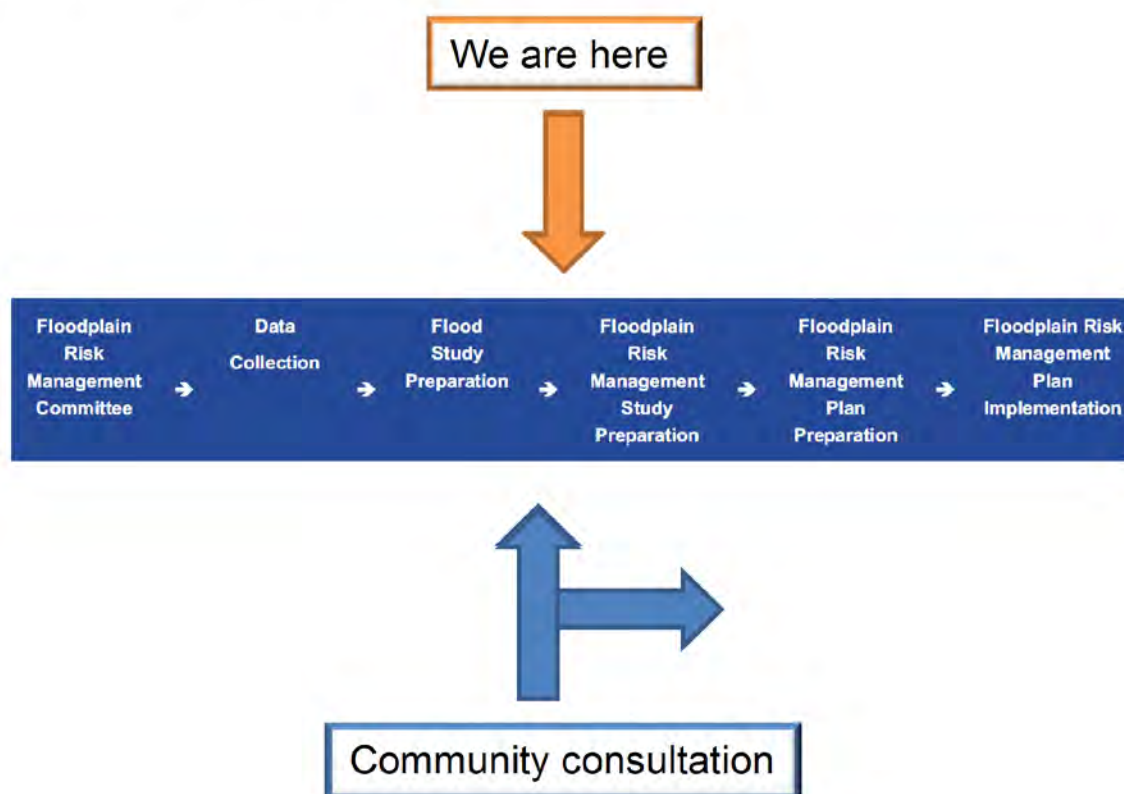 We are here
Floodplain
Risk
Management
Committee
➔
Data
Collection
➔
Flood
Study
Preparation
➔
Floodplain
Risk
Management
Study
Preparation
➔
Floodplain
Risk
Management
Plan
Preparation
➔
Floodplain Risk
Management
Plan
Implementation
Community consultation